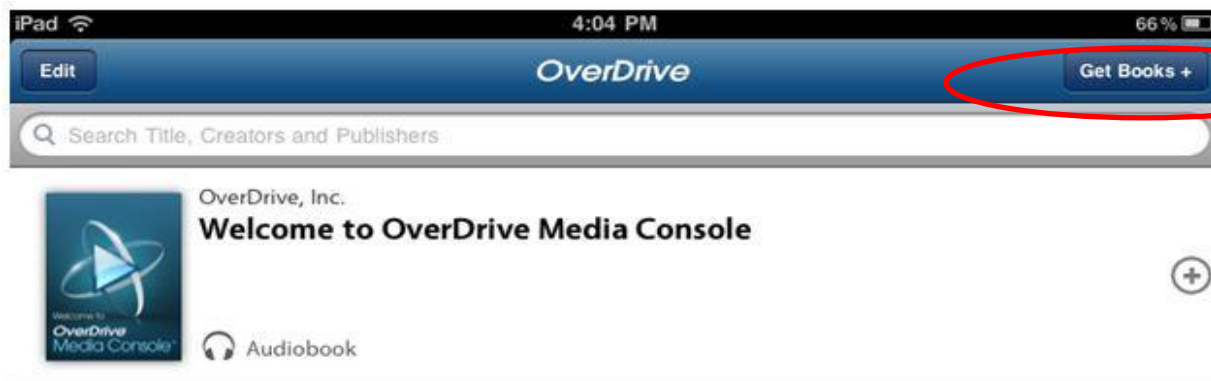 iPad 4:04 PM 66%
Edit OverDrive Get Books +
Search Title, Creators and Publishers
OverDrive, Inc.
Welcome to OverDrive Media Console
Welcome to
OverDrive
Media Console
Audiobook